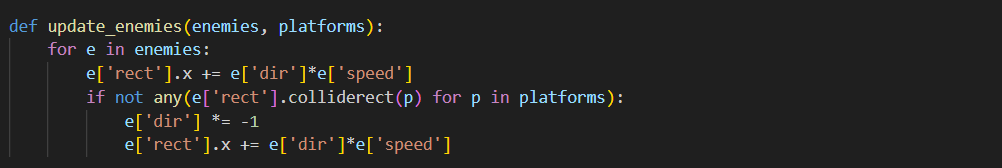 def update_enemies(enemies, platforms):
    for e in enemies:
        e['rect'].x += e['dir']*e['speed']
        if not any(e['rect'].colliderect(p) for p in platforms):
            e['dir'] *= -1
            e['rect'].x += e['dir']*e['speed']